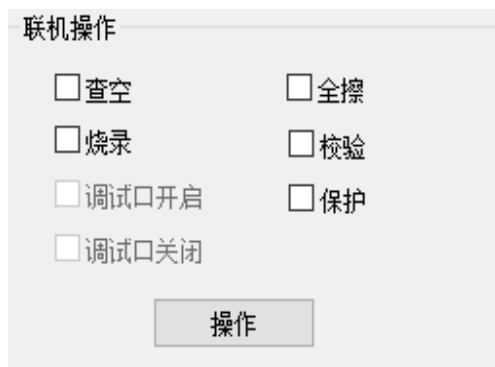 联机操作
查空 全擦
烧录 校验
调试口开启 保护
调试口关闭
操作